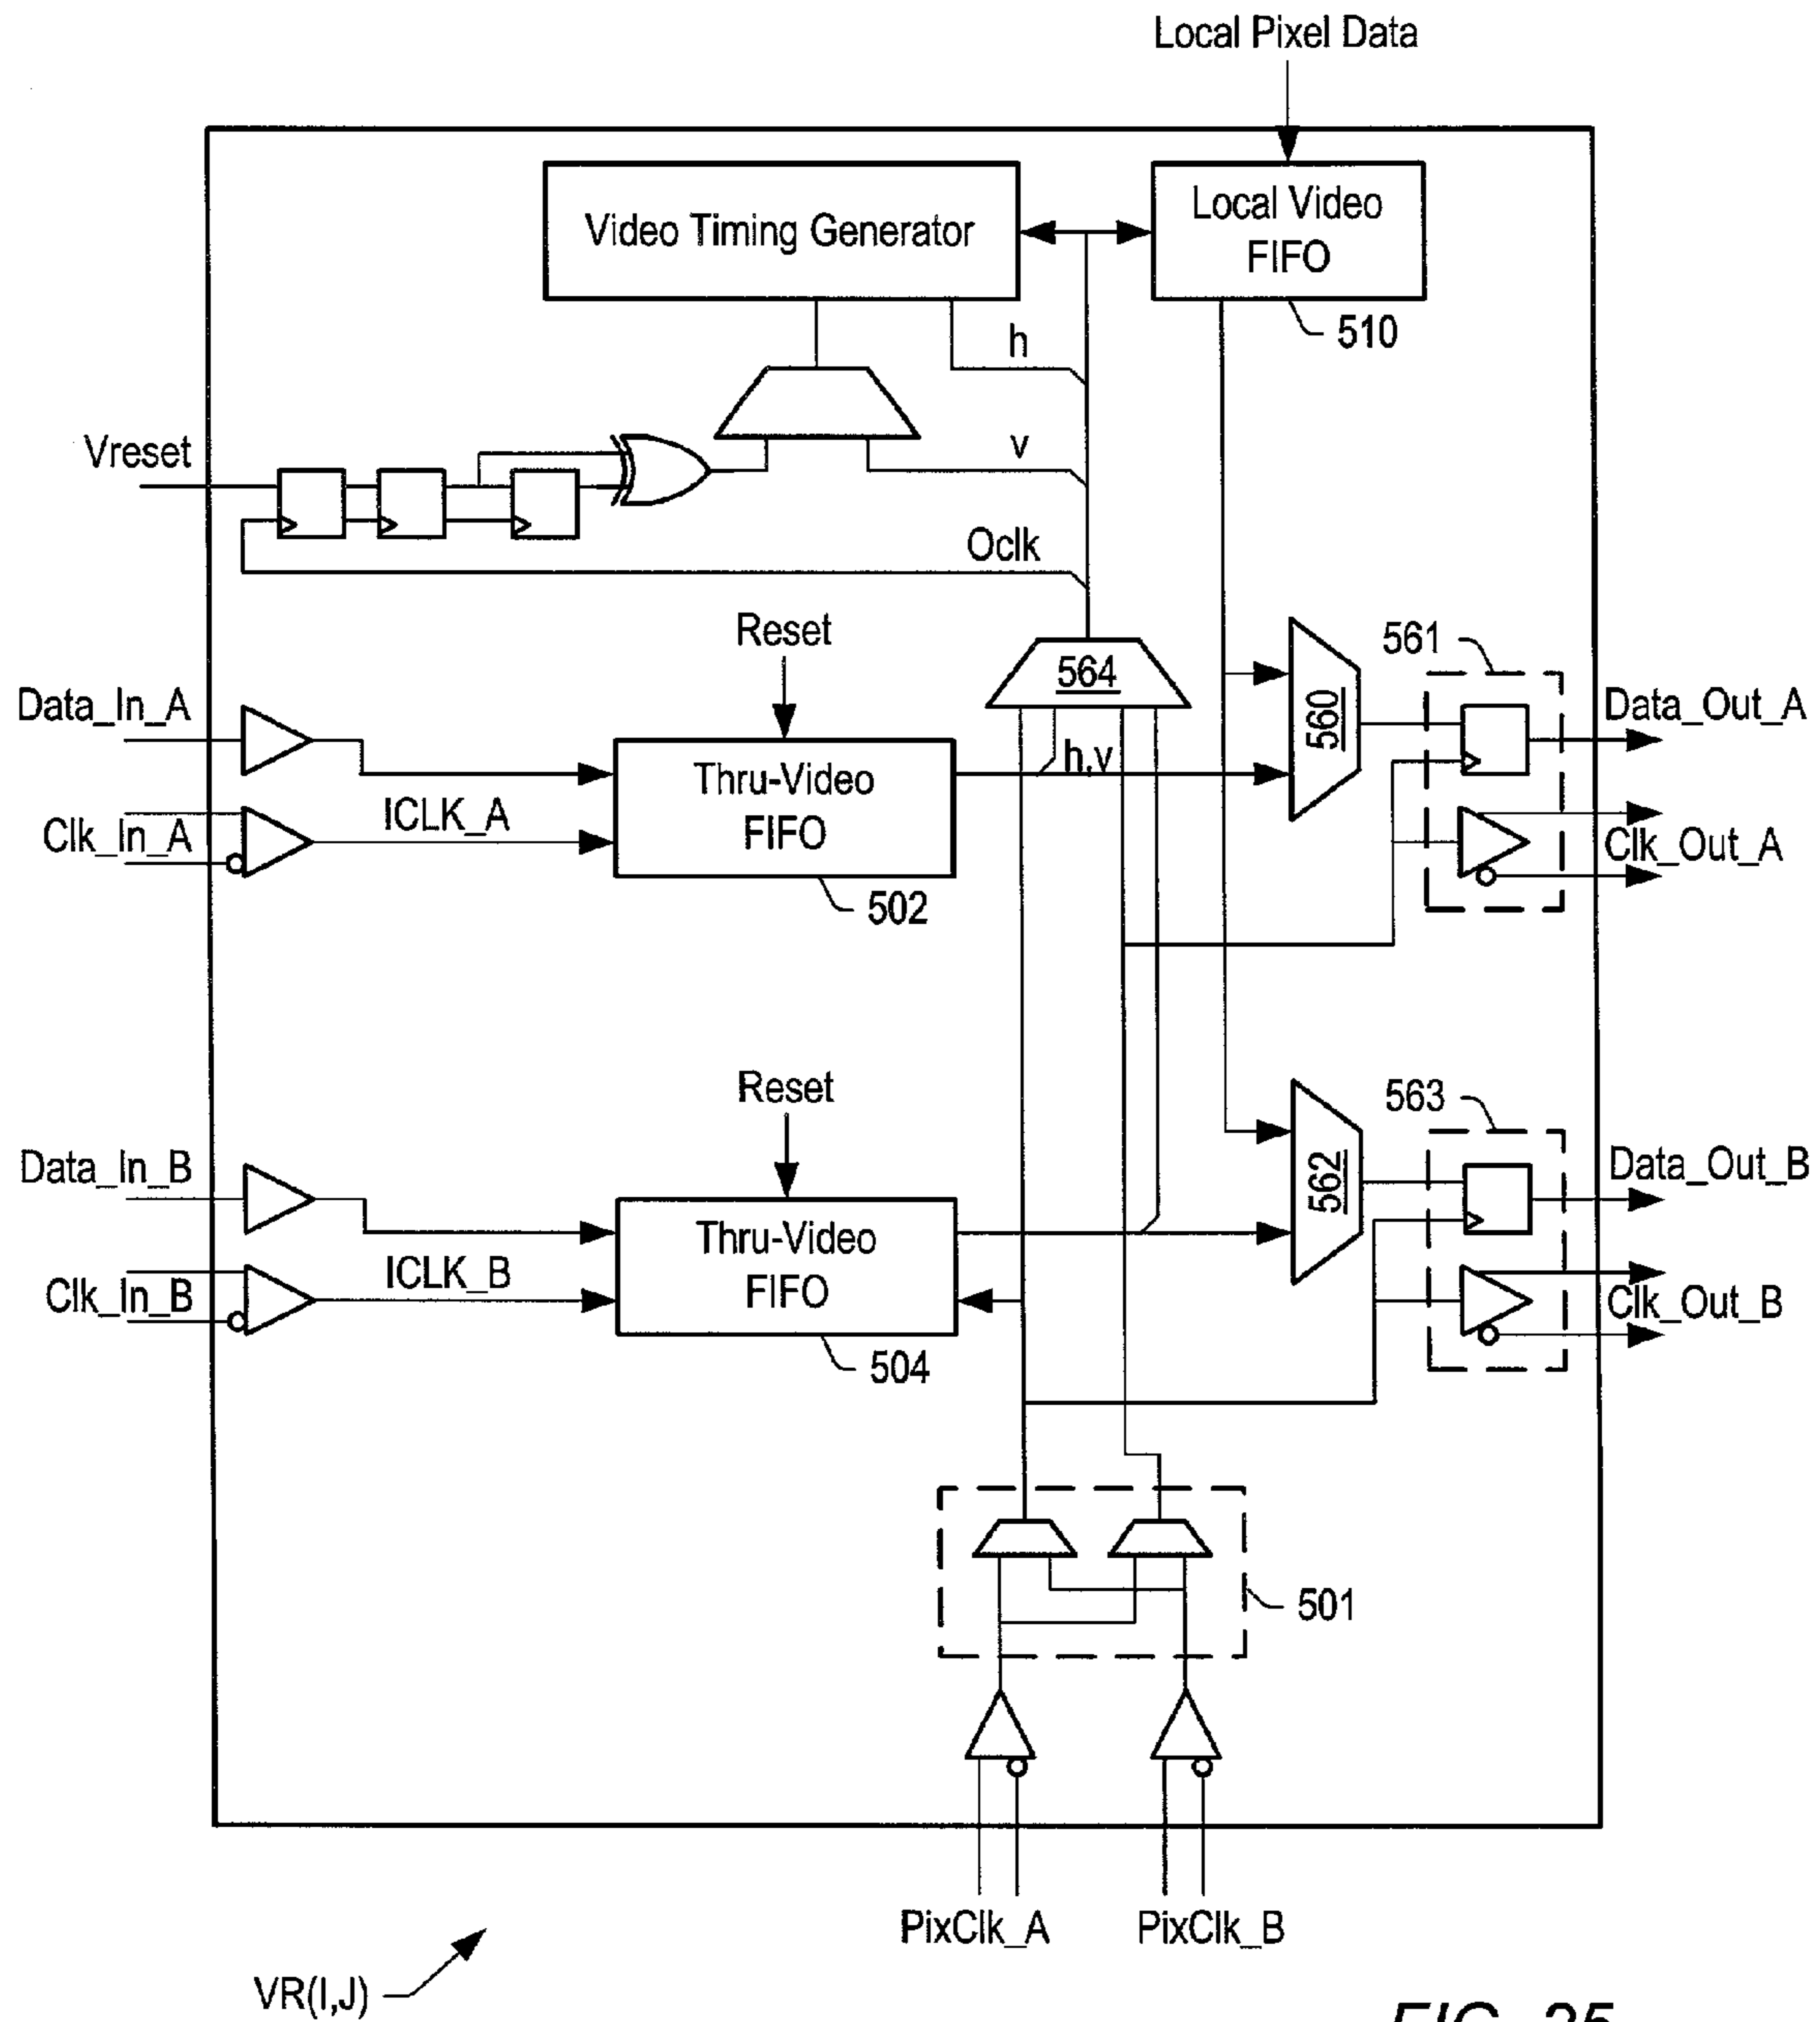 Local Pixel Data
Video Timing Generator
Local Video
FIFO
510
h
v
Vreset
Oclk
Reset
564
561
560
Data_In_A
Data_Out_A
h,v
Thru-Video
FIFO
ICLK_A
Clk_In_A
Clk_Out_A
502
Reset
563
562
Data_In_B
Data_Out_B
Thru-Video
FIFO
ICLK_B
Clk_In_B
Clk_Out_B
504
501
PixClk_A
PixClk_B
VR(I,J)
FIG. 25